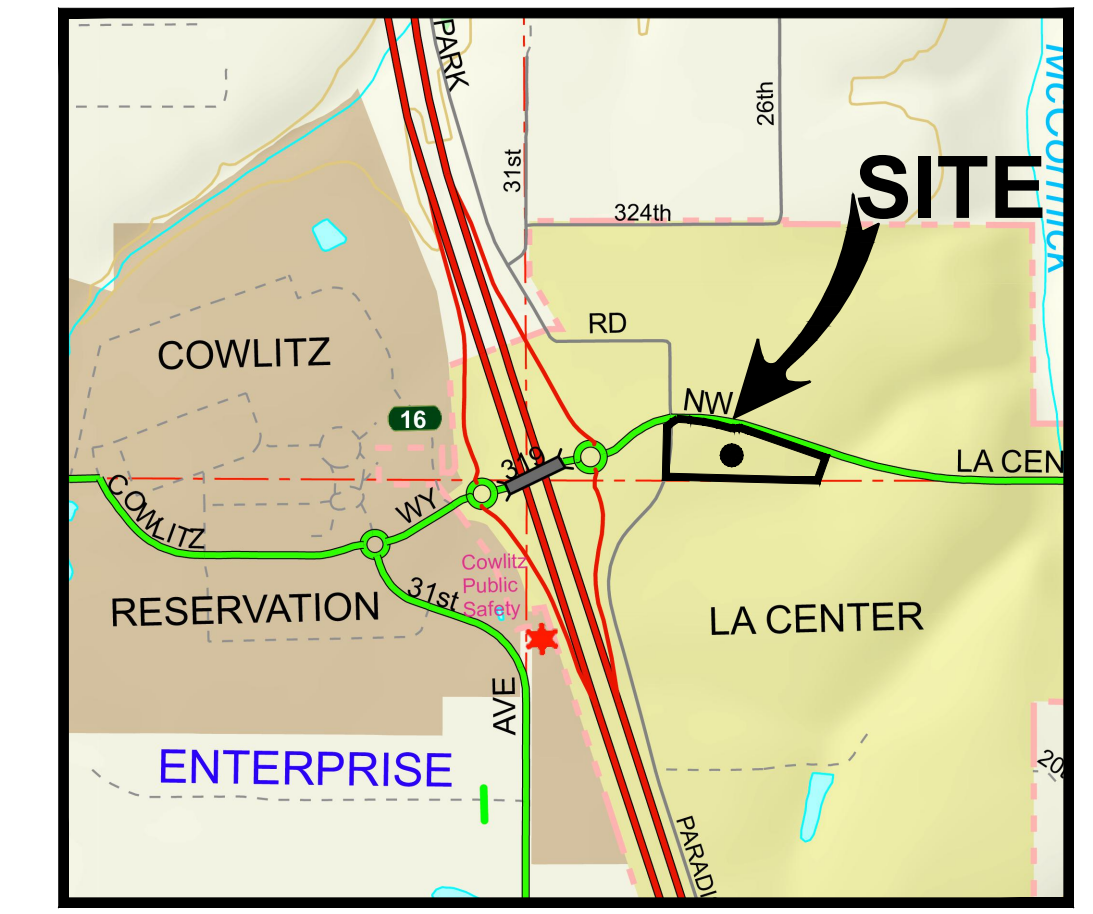 PARK
McCormick
26th
31st
SITE
324th
RD
COWLITZ
NW
16
319
LA CEN
COWLITZ
WY
Cowlitz
Public
Safety
31st
RESERVATION
LA CENTER
AVE
ENTERPRISE
PARADI